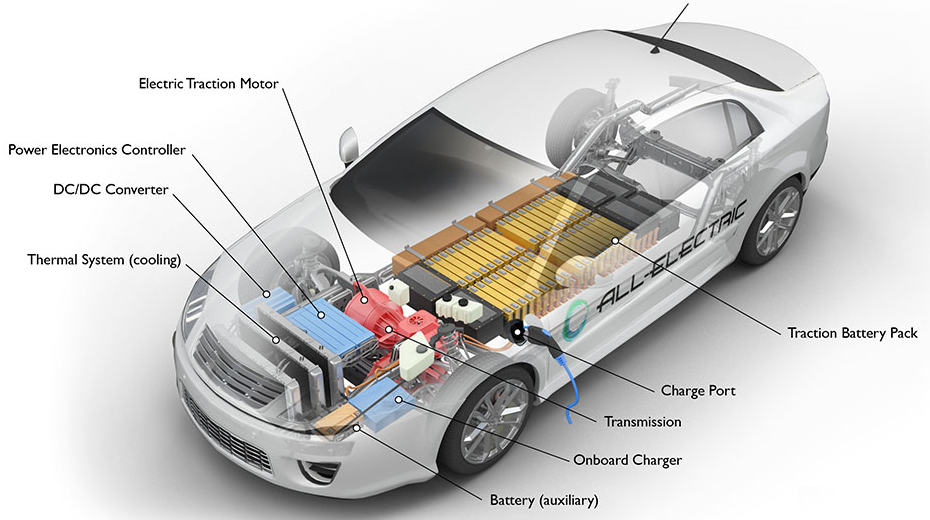 Electric Traction Motor
Power Electronics Controller
DC/DC Converter
Thermal System (cooling)
ALL-ELECTRIC
Traction Battery Pack
Charge Port
Transmission
Onboard Charger
Battery (auxiliary)